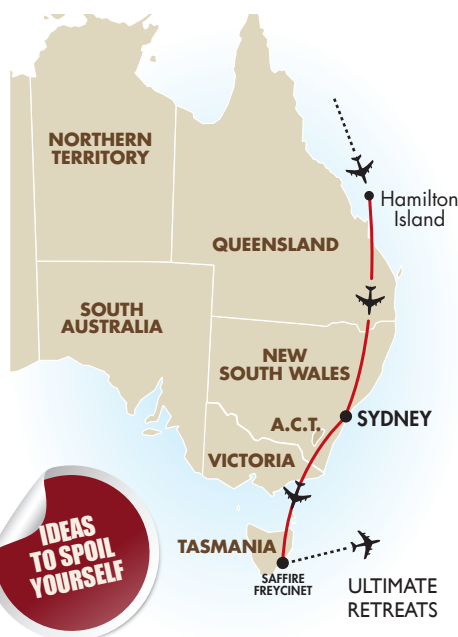 NORTHERN
TERRITORY
Hamilton
Island
QUEENSLAND
SOUTH
AUSTRALIA
NEW
SOUTH WALES
A.C.T.
SYDNEY
VICTORIA
IDEAS
TO SPOIL
YOURSELF
TASMANIA
SAFFIRE
FREYCINET
ULTIMATE
RETREATS